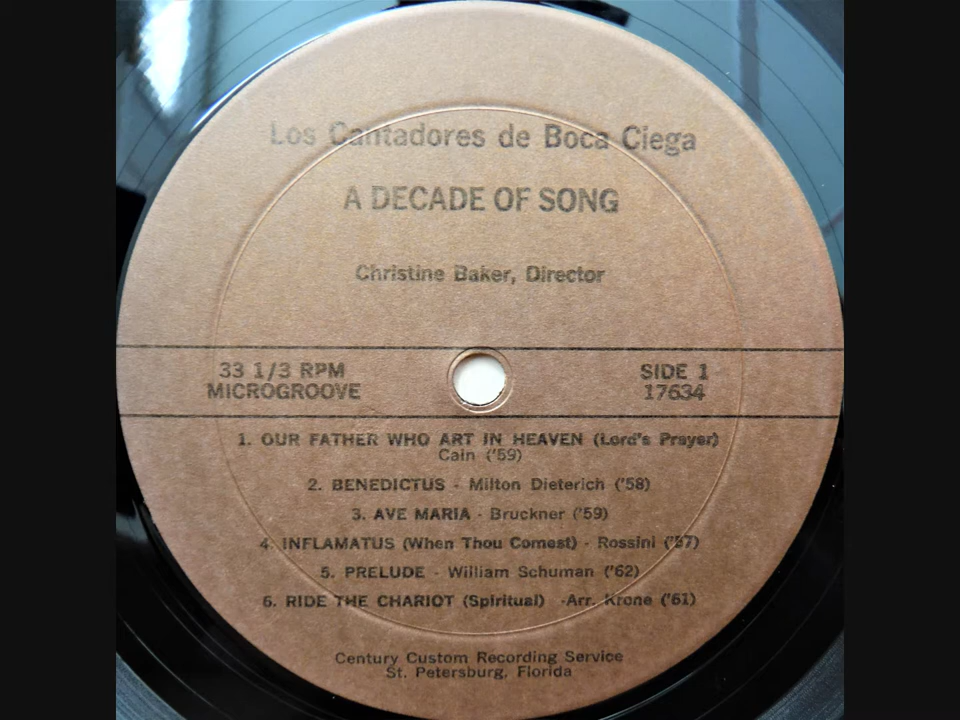 Los Cantadores de Boca Ciega
A DECADE OF SONG
Christine Baker, Director
33 1/3 RPM
MICROGROOVE
SIDE 1
17634
1. OUR FATHER WHO ART IN HEAVEN (Lord's Prayer)
Cain ('59)
2. BENEDICTUS - Milton Dieterich ('58)
3. AVE MARIA - Bruckner ('59)
4. INFLAMATUS (When Thou Comest) - Rossini ('57)
5. PRELUDE - William Schuman ('62)
6. RIDE THE CHARIOT (Spiritual) -Arr. Krone ('61)
Century Custom Recording Service
St. Petersburg, Florida